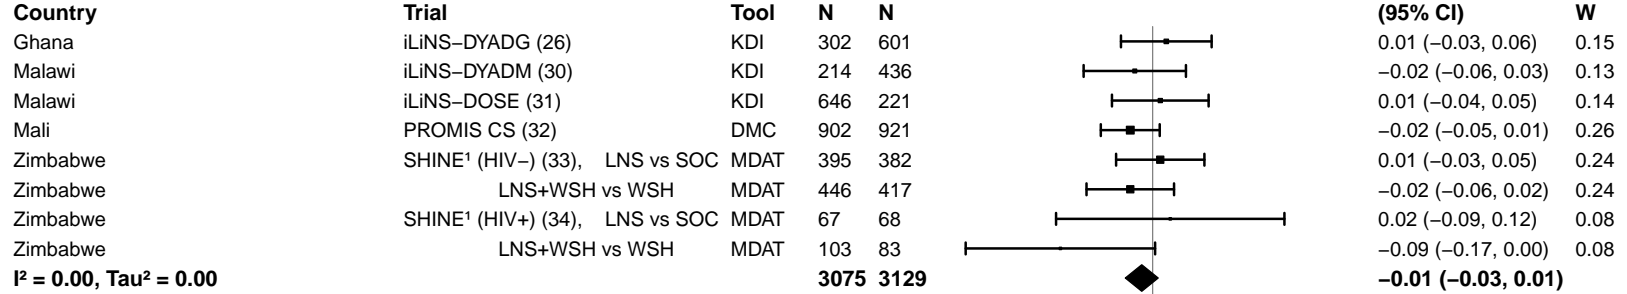 Country Trial Tool N N (95% CI) W
Ghana iLiNS−DYADG (26) KDI 302 601 0.01 (−0.03, 0.06) 0.15
Malawi iLiNS−DYADM (30) KDI 214 436 −0.02 (−0.06, 0.03) 0.13
Malawi iLiNS−DOSE (31) KDI 646 221 0.01 (−0.04, 0.05) 0.14
Mali PROMIS CS (32) DMC 902 921 −0.02 (−0.05, 0.01) 0.26
Zimbabwe SHINE¹ (HIV−) (33), LNS vs SOC MDAT 395 382 0.01 (−0.03, 0.05) 0.24
Zimbabwe LNS+WSH vs WSH MDAT 446 417 −0.02 (−0.06, 0.02) 0.24
Zimbabwe SHINE¹ (HIV+) (34), LNS vs SOC MDAT 67 68 0.02 (−0.09, 0.12) 0.08
Zimbabwe LNS+WSH vs WSH MDAT 103 83 −0.09 (−0.17, 0.00) 0.08
I² = 0.00, Tau² = 0.00 3075 3129 −0.01 (−0.03, 0.01)